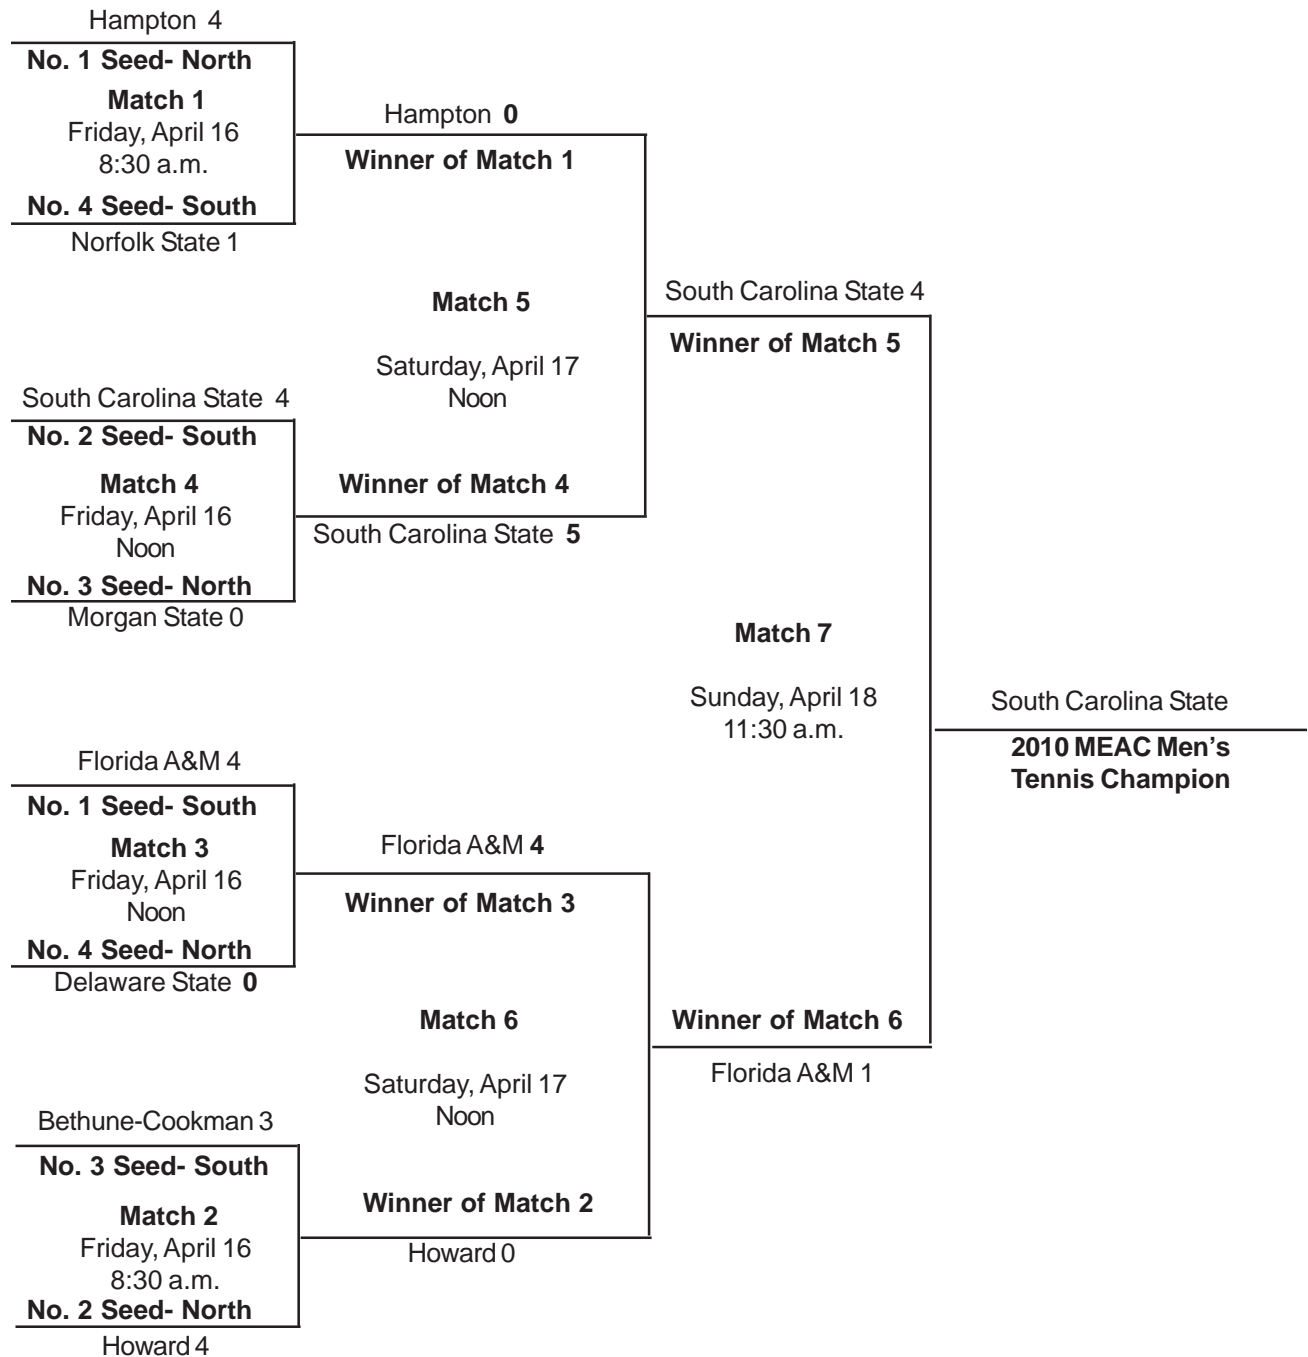 Hampton 4
No. 1 Seed- North
Match 1
Friday, April 16
8:30 a.m.
No. 4 Seed- South
Norfolk State 1
South Carolina State 4
No. 2 Seed- South
Match 4
Friday, April 16
Noon
No. 3 Seed- North
Morgan State 0
Florida A&M 4
No. 1 Seed- South
Match 3
Friday, April 16
Noon
No. 4 Seed- North
Delaware State 0
Bethune-Cookman 3
No. 3 Seed- South
Match 2
Friday, April 16
8:30 a.m.
No. 2 Seed- North
Howard 4
Hampton 0
Winner of Match 1
Match 5
Saturday, April 17
Noon
Winner of Match 4
South Carolina State 5
Florida A&M 4
Winner of Match 3
Match 6
Saturday, April 17
Noon
Winner of Match 2
Howard 0
South Carolina State 4
Winner of Match 5
Match 7
Sunday, April 18
11:30 a.m.
Winner of Match 6
Florida A&M 1
South Carolina State
2010 MEAC Men’s
Tennis Champion